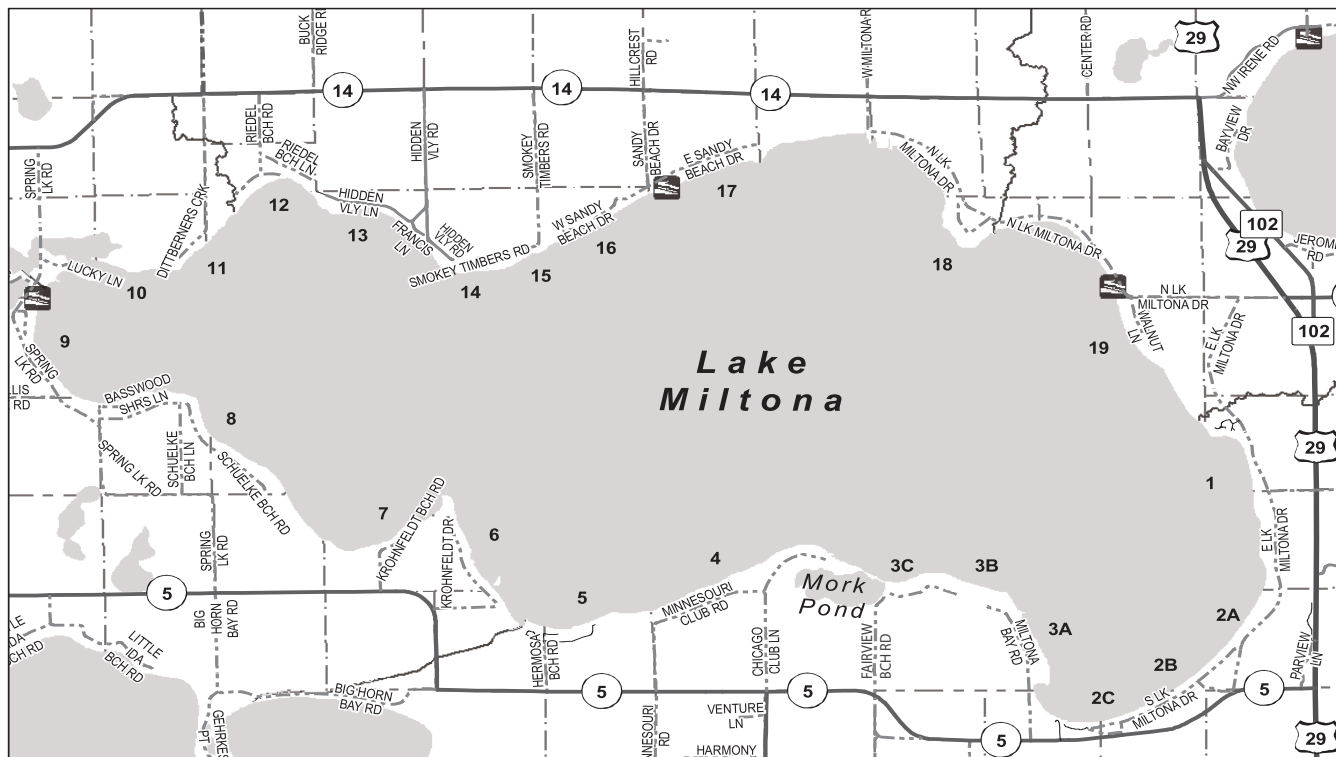 BUCK
RIDGE R
HILLCREST
RD
W MILTONA R
CENTER RD
29
NW IRENE RD
14
14
14
BAYVIEW
DR
SPRING
LK RD
RIEDEL
BCH RD
RIEDEL
BCH LN
HIDDEN
VLY RD
SMOKEY
TIMBERS RD
SANDY
BEACH DR
E SANDY
BEACH DR
N LK
MILTONA DR
DITTBERNERS CRK
12
HIDDEN
VLY LN
13
FRANCIS
LN
HIDDEN
VLY RD
W SANDY
BEACH DR
17
16
N LK MILTONA DR
102
29
JEROM
RD
LUCKY LN
11
10
SMOKEY TIMBERS RD
15
14
18
N LK
MILTONA DR
WALNUT
LN
E LK
MILTONA DR
102
9
19
SPRING
LK RD
LIS
RD
BASSWOOD
SHRS LN
Lake
Miltona
8
SPRING LK RD
SCHUELKE
BCH LN
SCHUELKE BCH RD
29
1
7
KROHNFELDT BCH RD
6
KROHNFELDT DR
SPRING
LK RD
E LK
MILTONA DR
4
3C
3B
Mork
Pond
5
5
MINNESOURI
CLUB RD
BIG
HORN
BAY RD
LE
IDA
CH RD
LITTLE
IDA
BCH RD
2A
3A
HERMOSA
BCH RD
CHICAGO
CLUB LN
FAIRVIEW
BCH RD
MILTONA
BAY RD
2B
PARVIEW
LN
2C
S LK
MILTONA DR
5
BIG HORN
BAY RD
5
5
GEHRKES
PT
NNESOURI
RD
VENTURE
LN
HARMONY
5
29